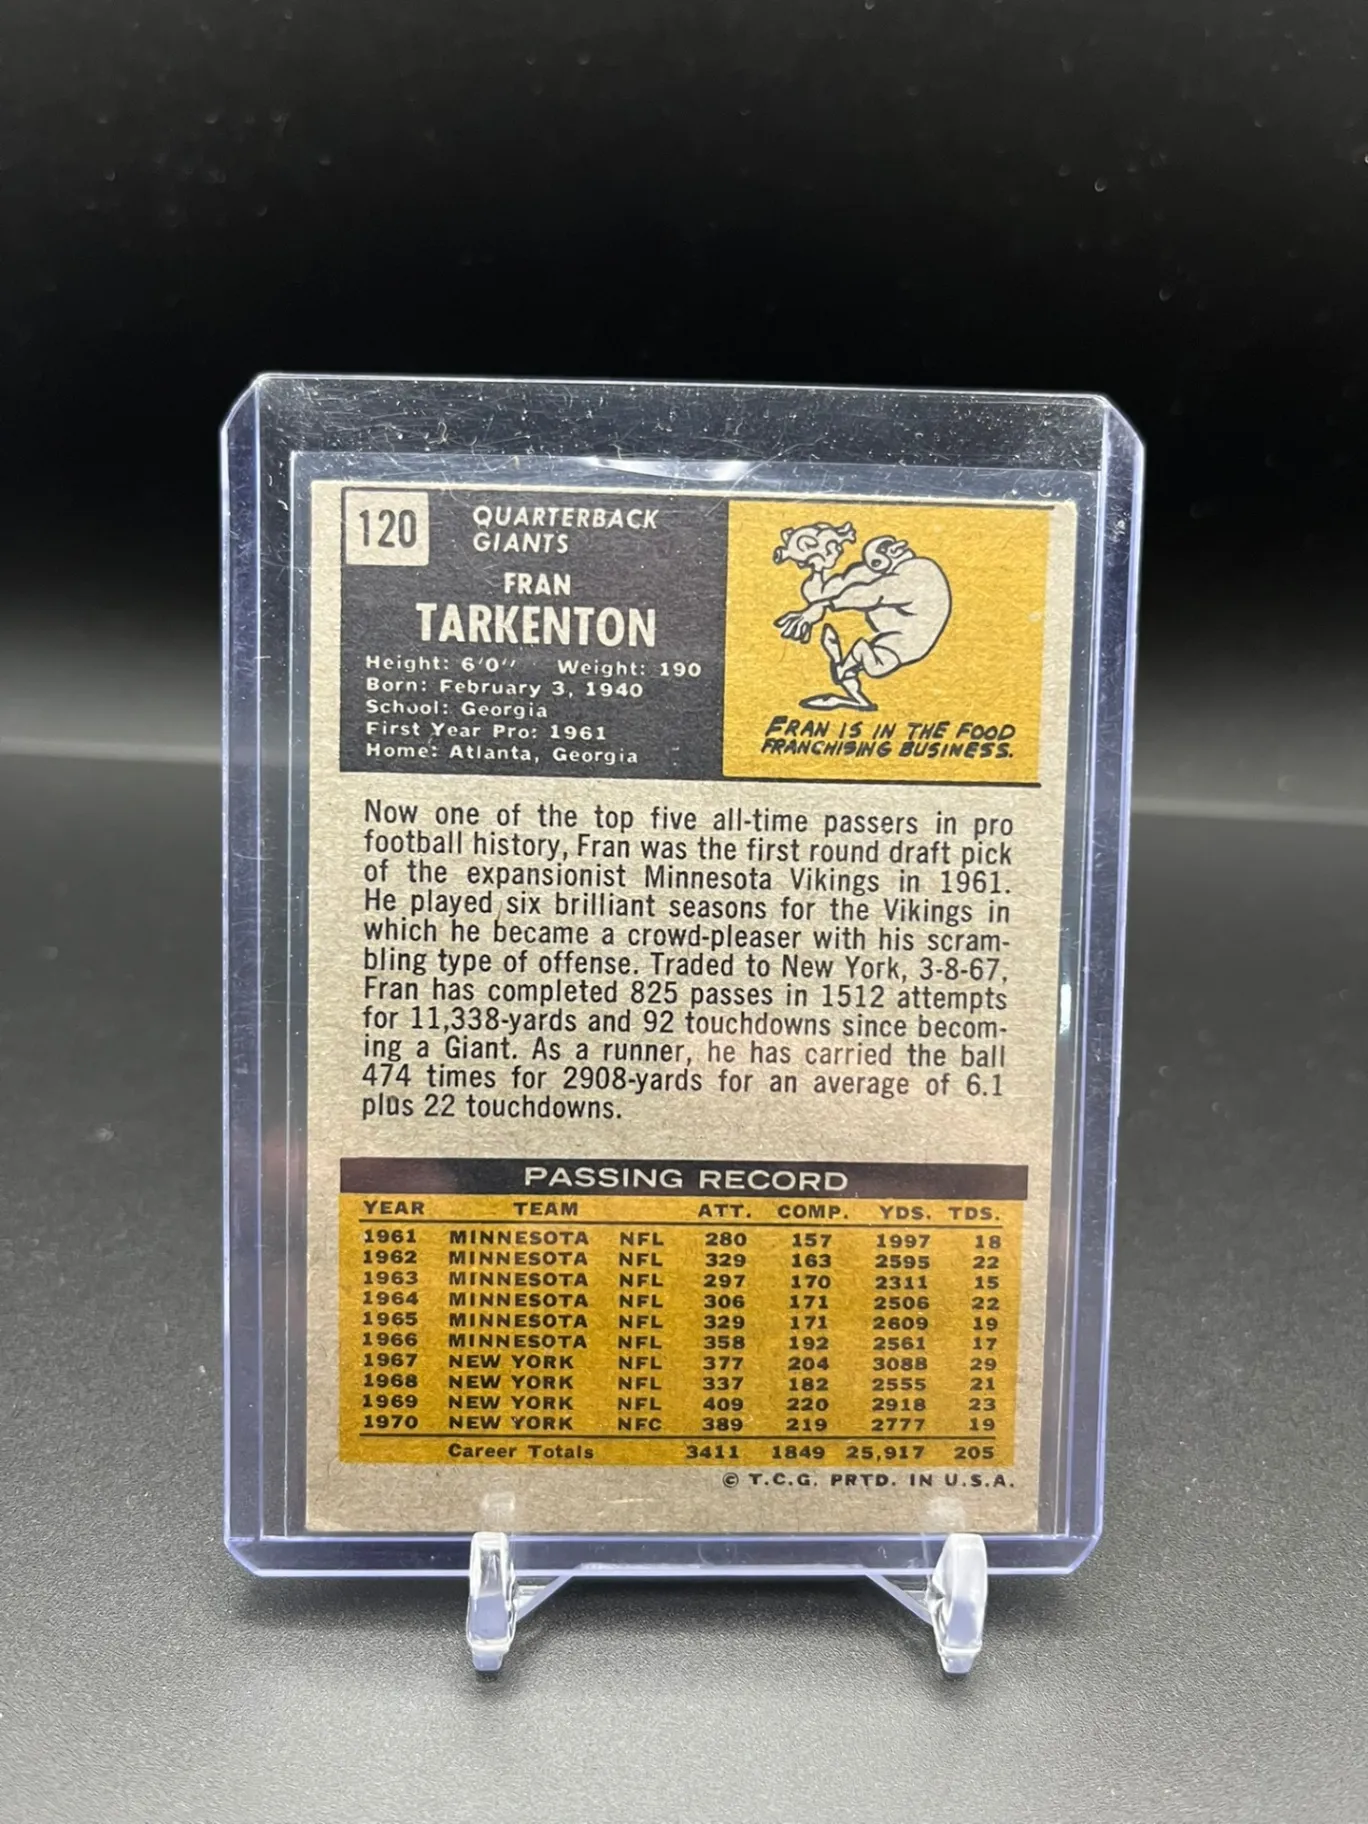 120
QUARTERBACK
GIANTS
FRAN
TARKENTON
Height: 6'0'' Weight: 190
Born: February 3, 1940
School: Georgia
First Year Pro: 1961
Home: Atlanta, Georgia
FRAN IS IN THE FOOD
FRANCHISING BUSINESS.
Now one of the top five all-time passers in pro
football history, Fran was the first round draft pick
of the expansionist Minnesota Vikings in 1961.
He played six brilliant seasons for the Vikings in
which he became a crowd-pleaser with his scram-
bling type of offense. Traded to New York, 3-8-67,
Fran has completed 825 passes in 1512 attempts
for 11,338-yards and 92 touchdowns since becom-
ing a Giant. As a runner, he has carried the ball
474 times for 2908-yards for an average of 6.1
plus 22 touchdowns.
PASSING RECORD
YEAR TEAM ATT. COMP. YDS. TDS.
1961 MINNESOTA NFL 280 157 1997 18
1962 MINNESOTA NFL 329 163 2595 22
1963 MINNESOTA NFL 297 170 2311 15
1964 MINNESOTA NFL 306 171 2506 22
1965 MINNESOTA NFL 329 171 2609 19
1966 MINNESOTA NFL 358 192 2561 17
1967 NEW YORK NFL 377 204 3088 29
1968 NEW YORK NFL 337 182 2555 21
1969 NEW YORK NFL 409 220 2918 23
1970 NEW YORK NFC 389 219 2777 19
Career Totals 3411 1849 25,917 205
© T.C.G. PRTD. IN U.S.A.